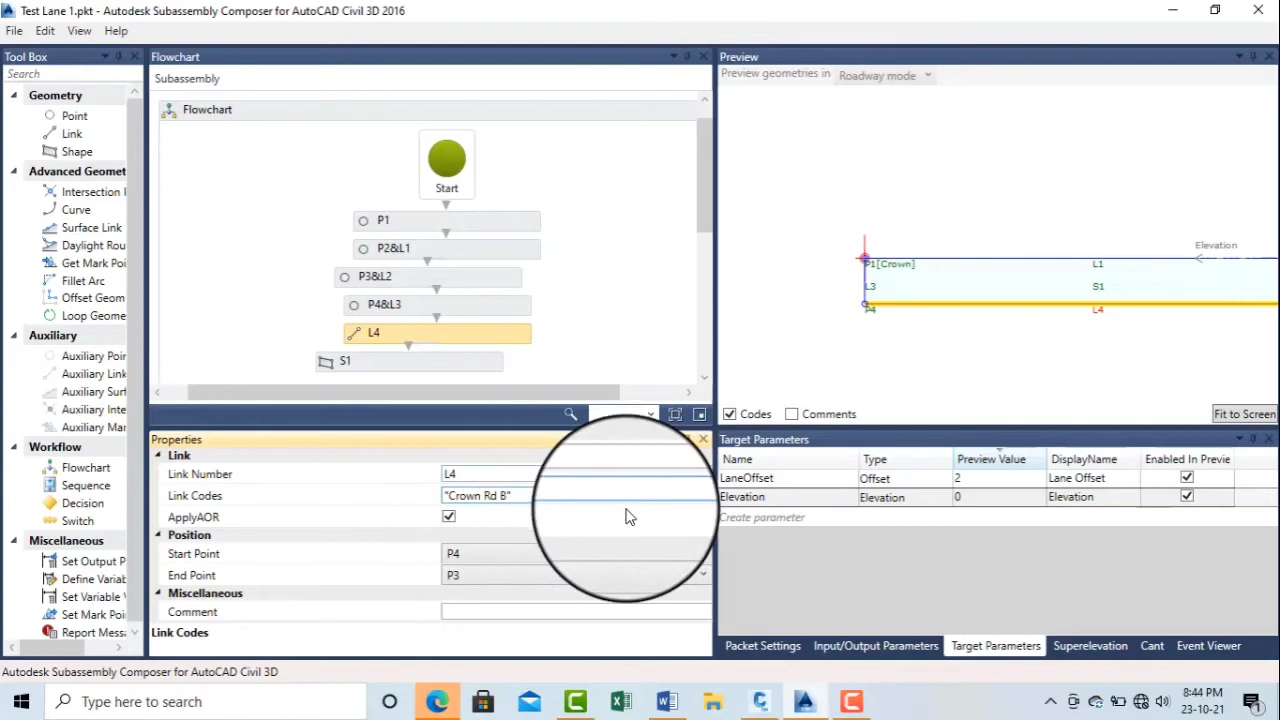 Test Lane 1.pkt - Autodesk Subassembly Composer for AutoCAD Civil 3D 2016
File Edit View Help
Tool Box
Search
Geometry
Point
Link
Shape
Advanced Geomet
Intersection I
Curve
Surface Link
Daylight Rou
Get Mark Poi
Fillet Arc
Offset Geom
Loop Geome
Auxiliary
Auxiliary Poir
Auxiliary Link
Auxiliary Surf
Auxiliary Inte
Auxiliary Mar
Workflow
Flowchart
Sequence
Decision
Switch
Miscellaneous
Set Output P
Define Variab
Set Variable
Set Mark Poi
Report Messa
Flowchart
Subassembly
Flowchart
Start
P1
P2&L1
P3&L2
P4&L3
L4
S1
Properties
Link
Link Number L4
Link Codes "Crown Rd B"
ApplyAOR
Position
Start Point P4
End Point P3
Miscellaneous
Comment
Link Codes
Preview
Preview geometries in Roadway mode
Elevation
P1[Crown] L1
L3 S1
P4 L4
Codes Comments Fit to Screen
Target Parameters
Name Type Preview Value DisplayName Enabled In Previe
LaneOffset Offset 2 Lane Offset
Elevation Elevation 0 Elevation
Create parameter
Packet Settings Input/Output Parameters Target Parameters Superelevation Cant Event Viewer
Autodesk Subassembly Composer for AutoCAD Civil 3D
Type here to search
8:44 PM
23-10-21
1